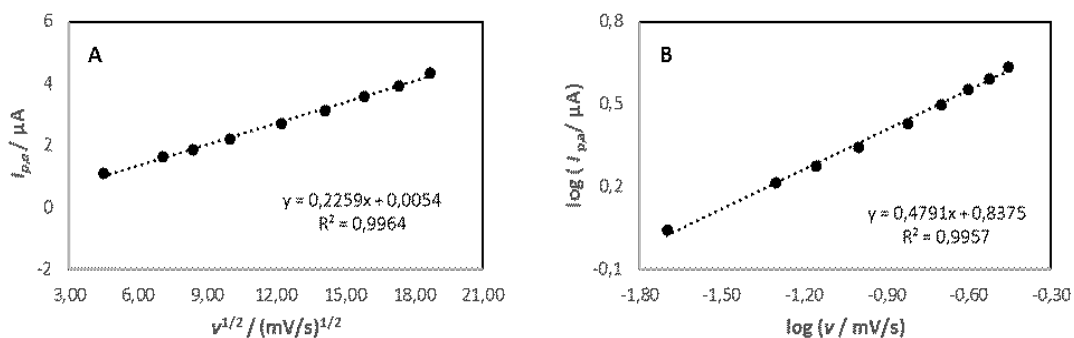 A
6
4
2
0
-2
i p,a / µA
y = 0,2259x + 0,0054
R² = 0,9964
3,00 6,00 9,00 12,00 15,00 18,00 21,00
v^1/2 / (mV/s)^1/2
B
0,8
0,5
0,2
-0,1
log ( i p,a / µA)
y = 0,4791x + 0,8375
R² = 0,9957
-1,80 -1,50 -1,20 -0,90 -0,60 -0,30
log (v / mV/s)